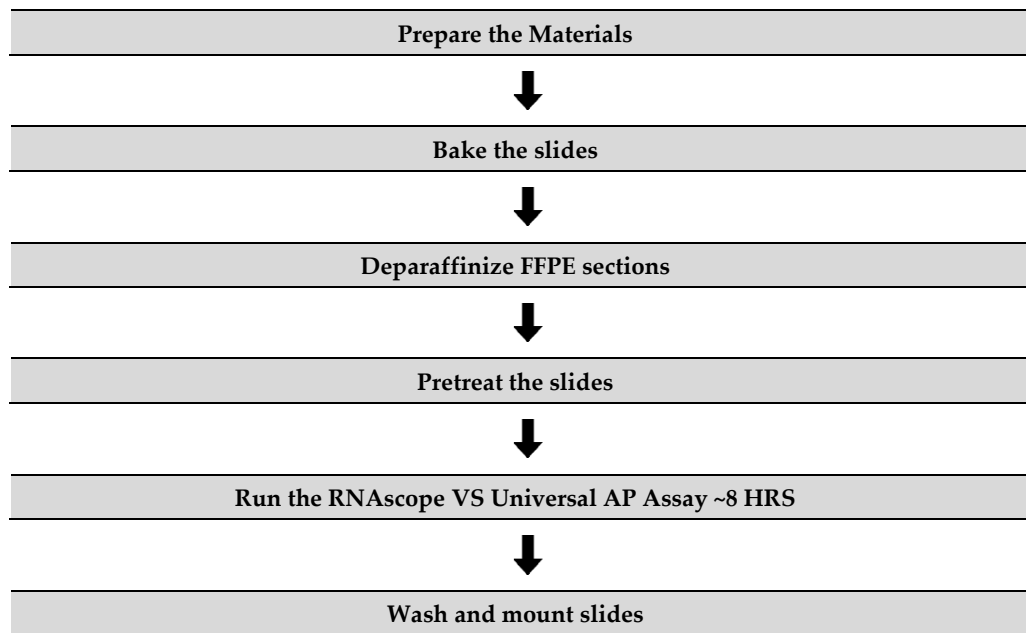 Prepare the Materials
Bake the slides
Deparaffinize FFPE sections
Pretreat the slides
Run the RNAscope VS Universal AP Assay ~8 HRS
Wash and mount slides